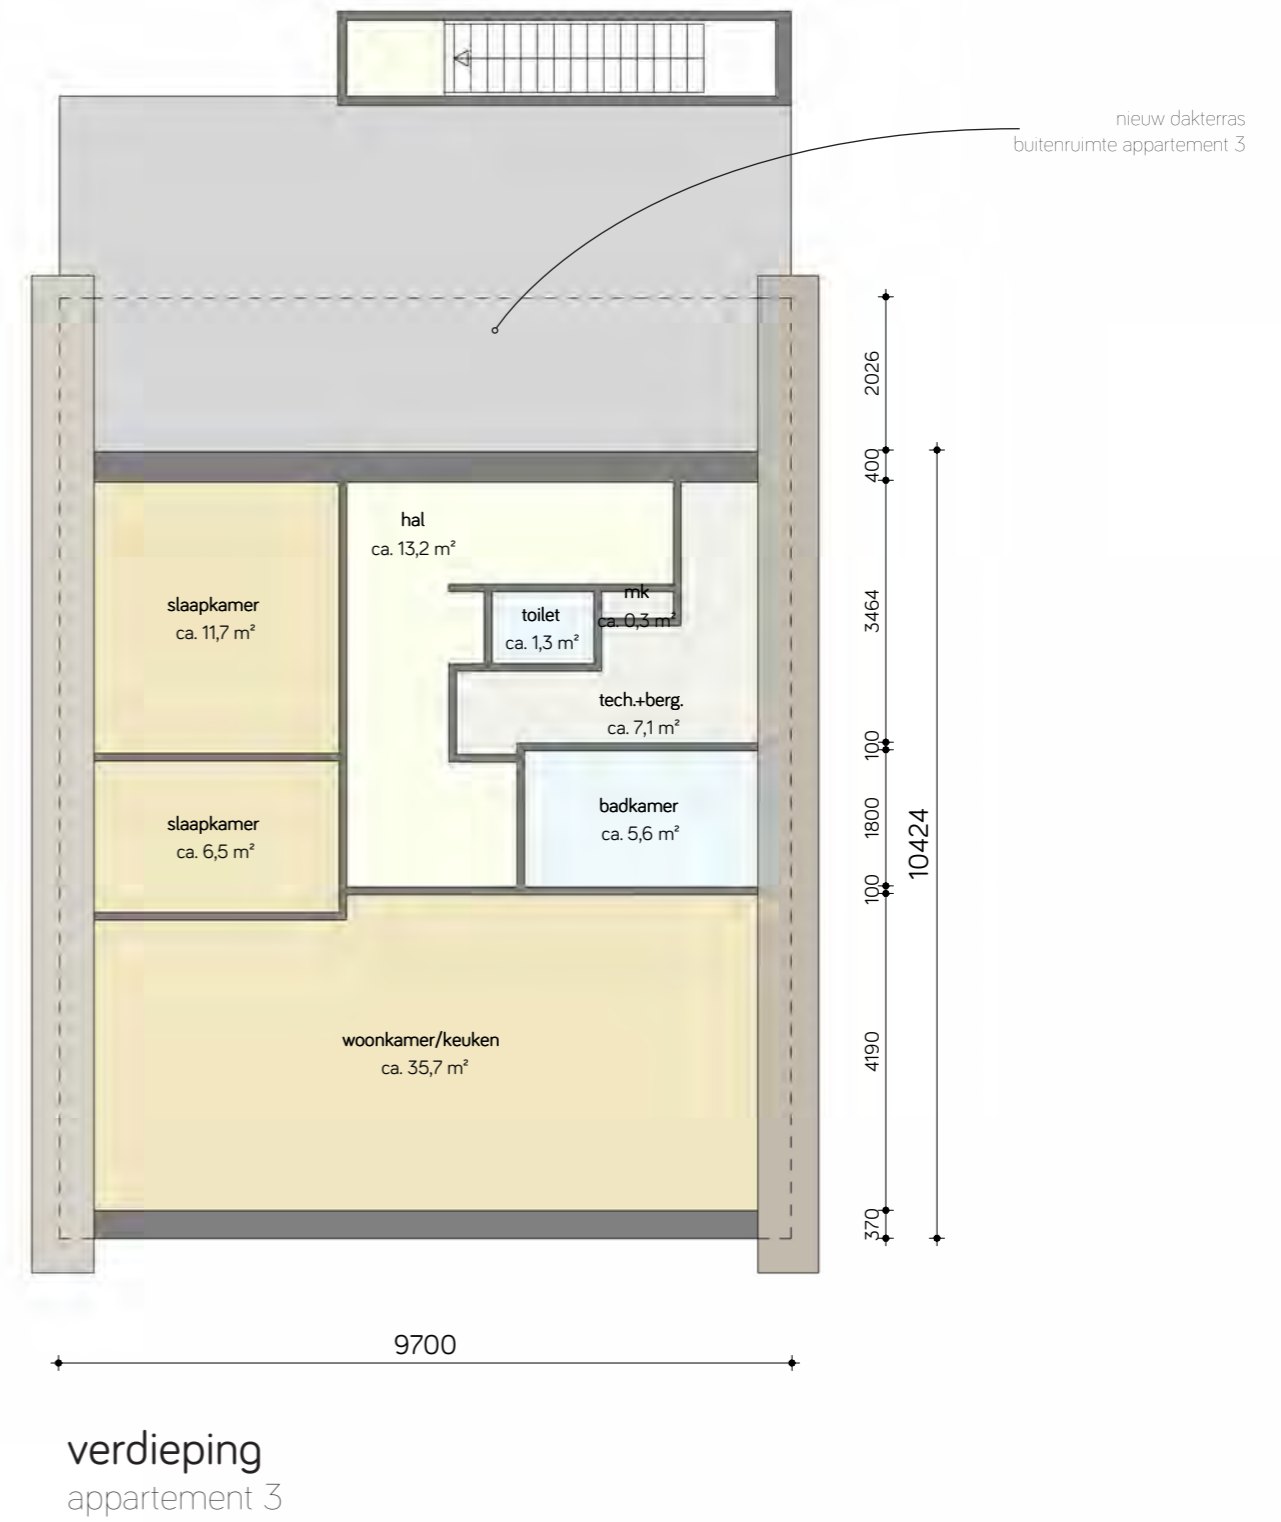 nieuw dakterras
buitenruimte appartement 3
2026
400
hal
ca. 13,2 m²
mk
ca. 0,3 m²
slaapkamer
ca. 11,7 m²
toilet
ca. 1,3 m²
3464
tech.+berg.
ca. 7,1 m²
100
slaapkamer
ca. 6,5 m²
badkamer
ca. 5,6 m²
1800
10424
100
woonkamer/keuken
ca. 35,7 m²
4190
370
9700
verdieping
appartement 3